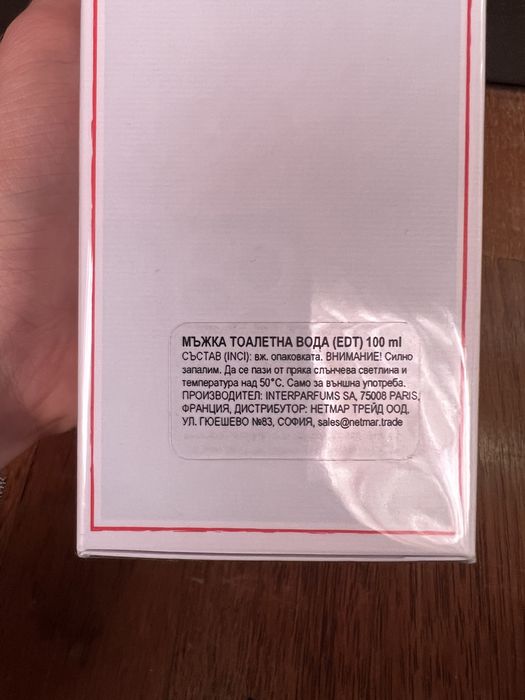 МЪЖКА ТОАЛЕТНА ВОДА (EDT) 100 ml
СЪСТАВ (INCI): вж. опаковката. ВНИМАНИЕ! Силно
запалим. Да се пази от пряка слънчева светлина и
температура над 50°C. Само за външна употреба.
ПРОИЗВОДИТЕЛ: INTERPARFUMS SA, 75008 PARIS,
ФРАНЦИЯ, ДИСТРИБУТОР: НЕТМАР ТРЕЙД ООД,
УЛ. ГЮЕШЕВО №83, СОФИЯ, sales@netmar.trade